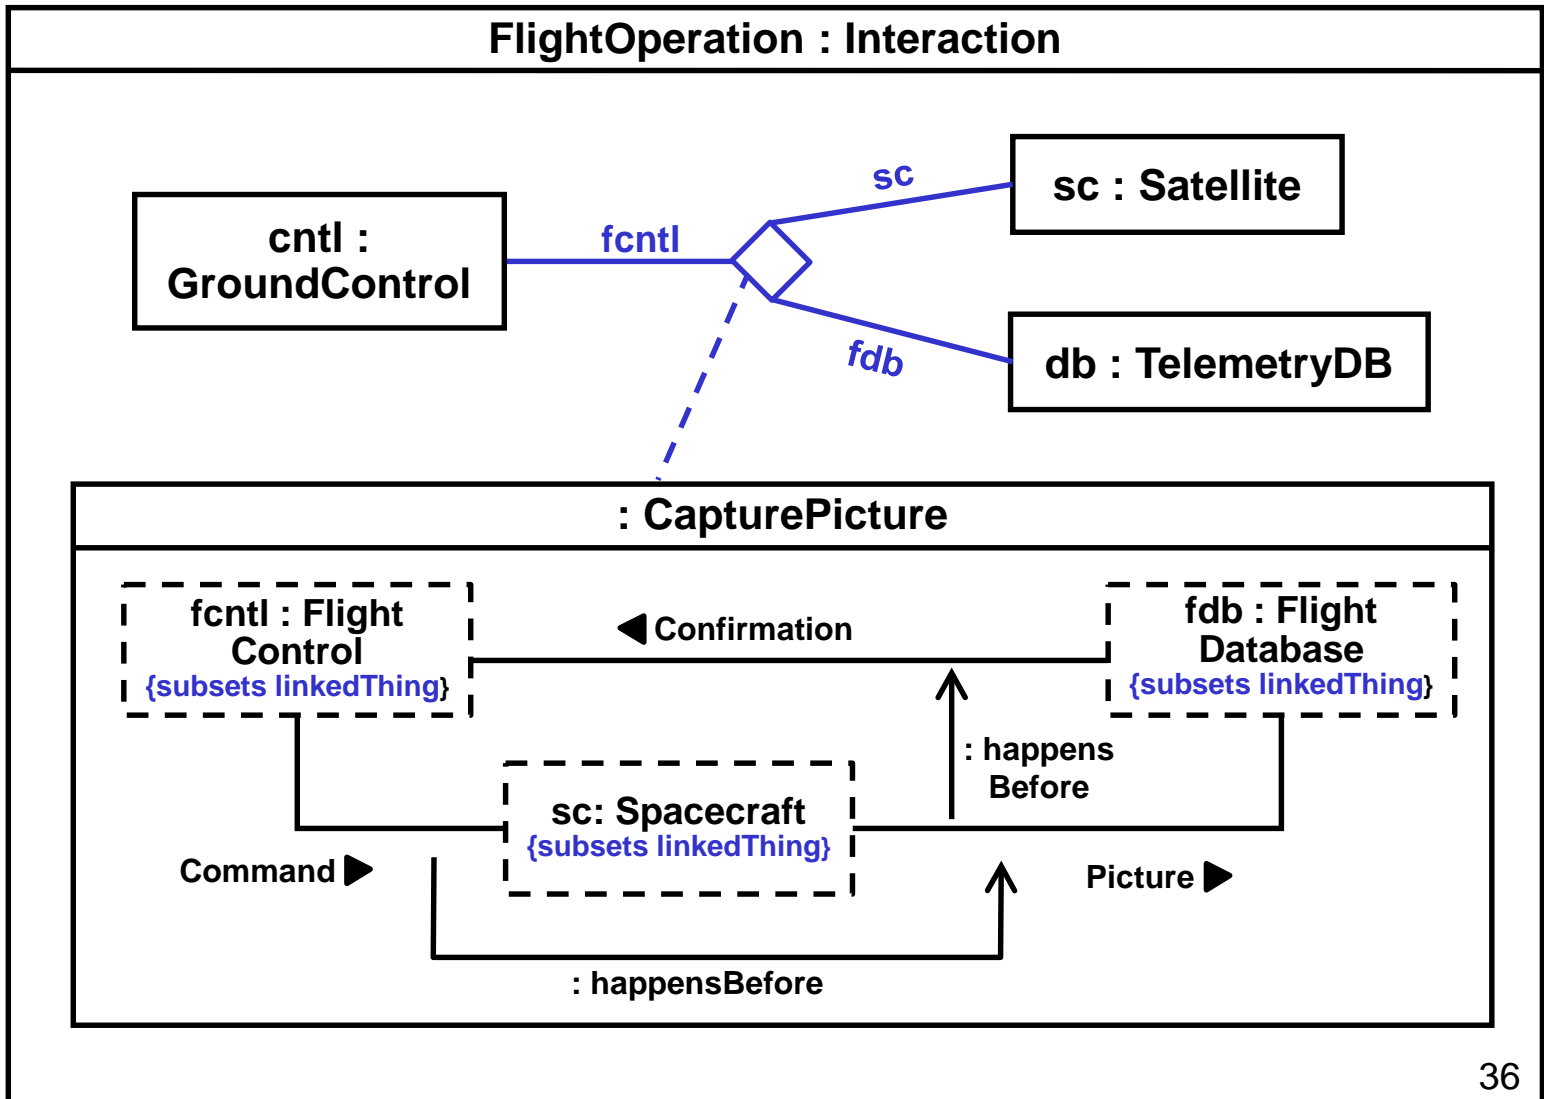 FlightOperation : Interaction
sc
sc : Satellite
cntl :
GroundControl
fcntl
fdb
db : TelemetryDB
: CapturePicture
fcntl : Flight
Control
{subsets linkedThing}
Confirmation
fdb : Flight
Database
{subsets linkedThing}
: happens
Before
sc: Spacecraft
{subsets linkedThing}
Command
Picture
: happensBefore
36